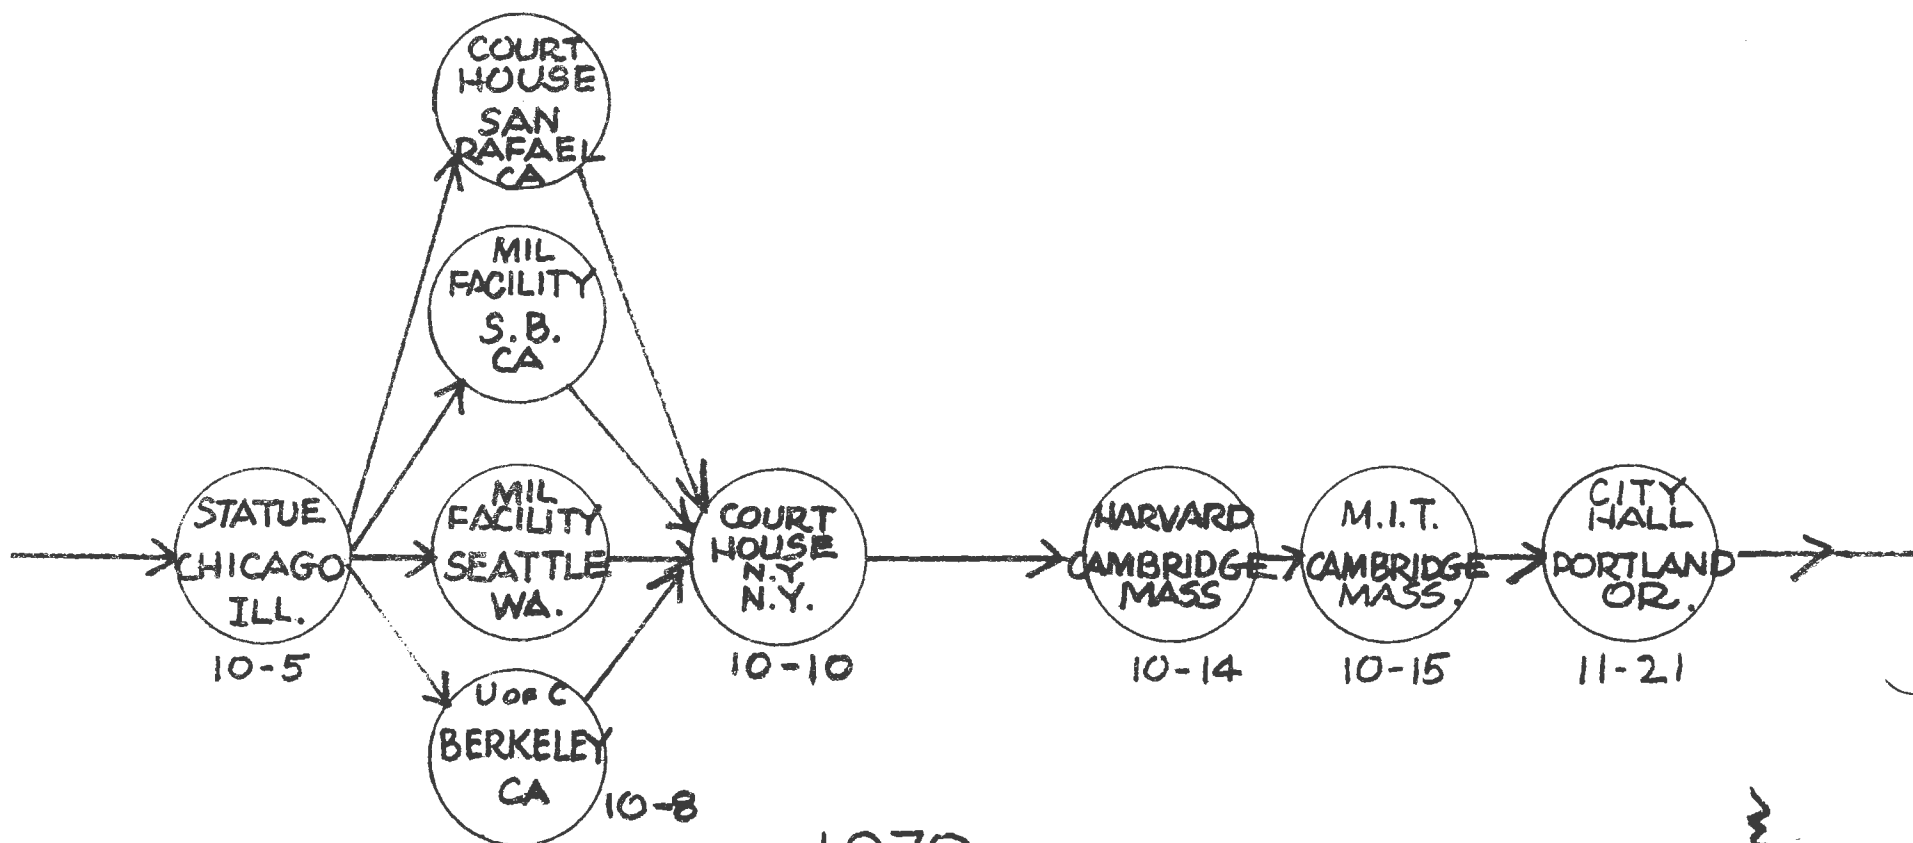 COURT
HOUSE
SAN
RAFAEL
CA
MIL
FACILITY
S.B.
CA
STATUE
CHICAGO
ILL.
10-5
MIL
FACILITY
SEATTLE
WA.
U OF C
BERKELEY
CA
10-8
COURT
HOUSE
N.Y
N.Y.
10-10
HARVARD
CAMBRIDGE
MASS
10-14
M.I.T.
CAMBRIDGE
MASS.
10-15
CITY
HALL
PORTLAND
OR.
11-21